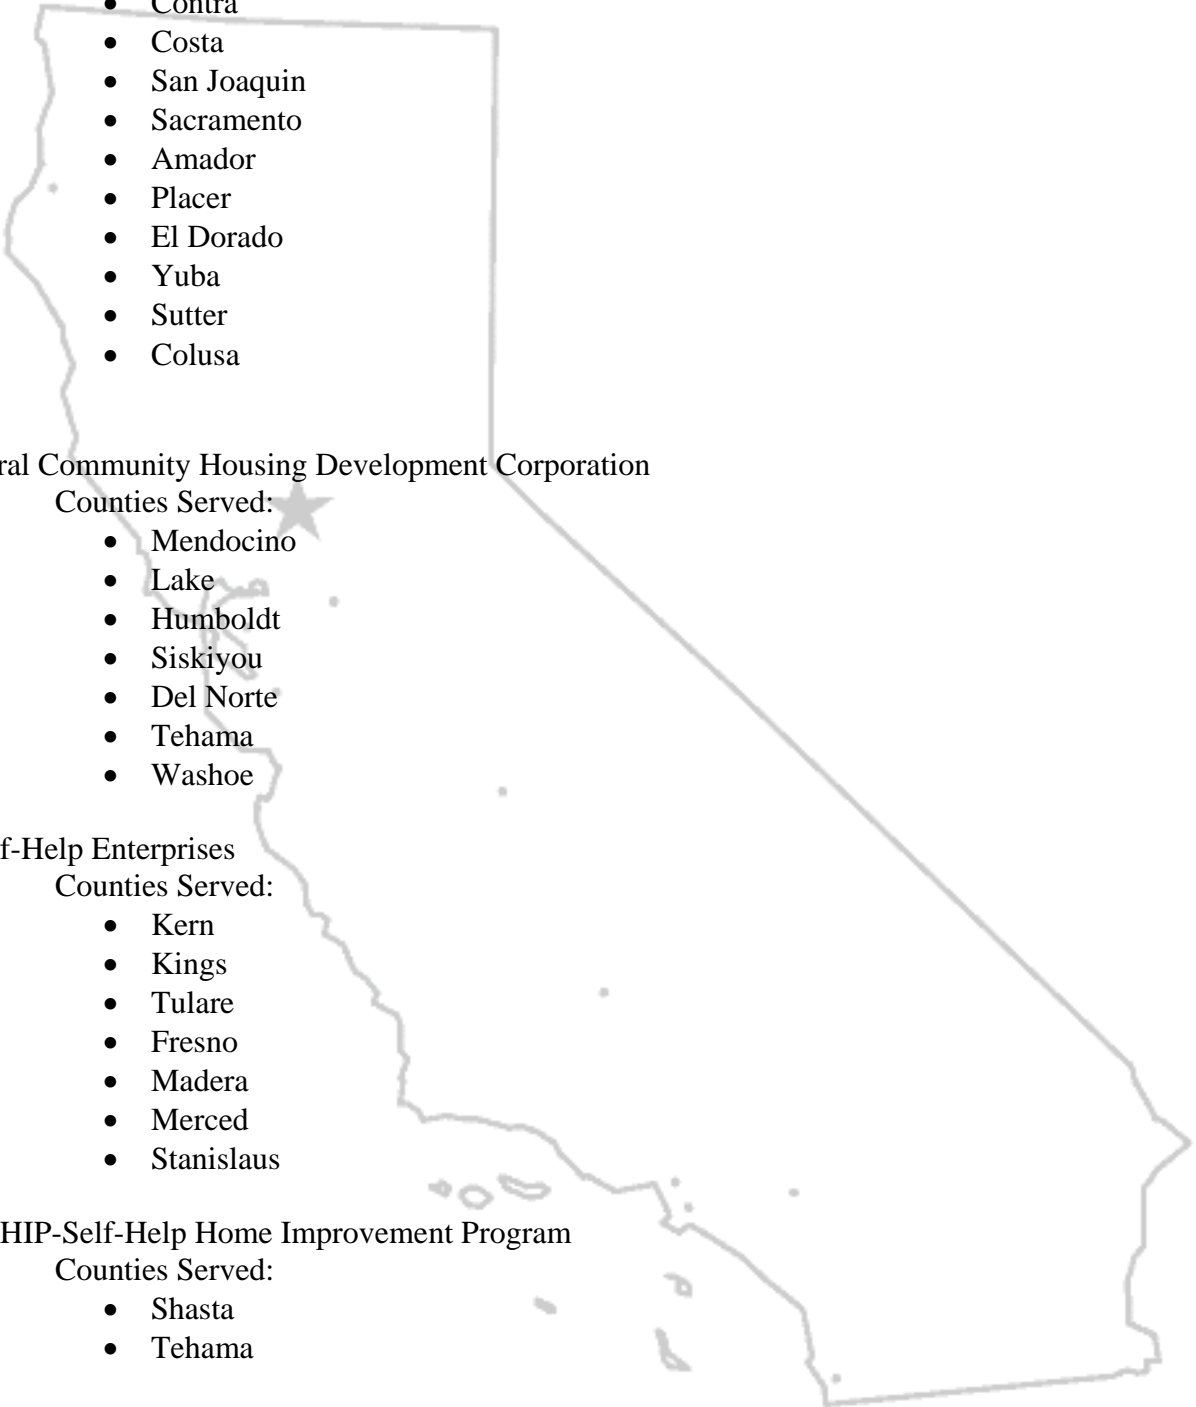 • Contra
• Costa
• San Joaquin
• Sacramento
• Amador
• Placer
• El Dorado
• Yuba
• Sutter
• Colusa
ral Community Housing Development Corporation
Counties Served:
• Mendocino
• Lake
• Humboldt
• Siskiyou
• Del Norte
• Tehama
• Washoe
f-Help Enterprises
Counties Served:
• Kern
• Kings
• Tulare
• Fresno
• Madera
• Merced
• Stanislaus
HIP-Self-Help Home Improvement Program
Counties Served:
• Shasta
• Tehama